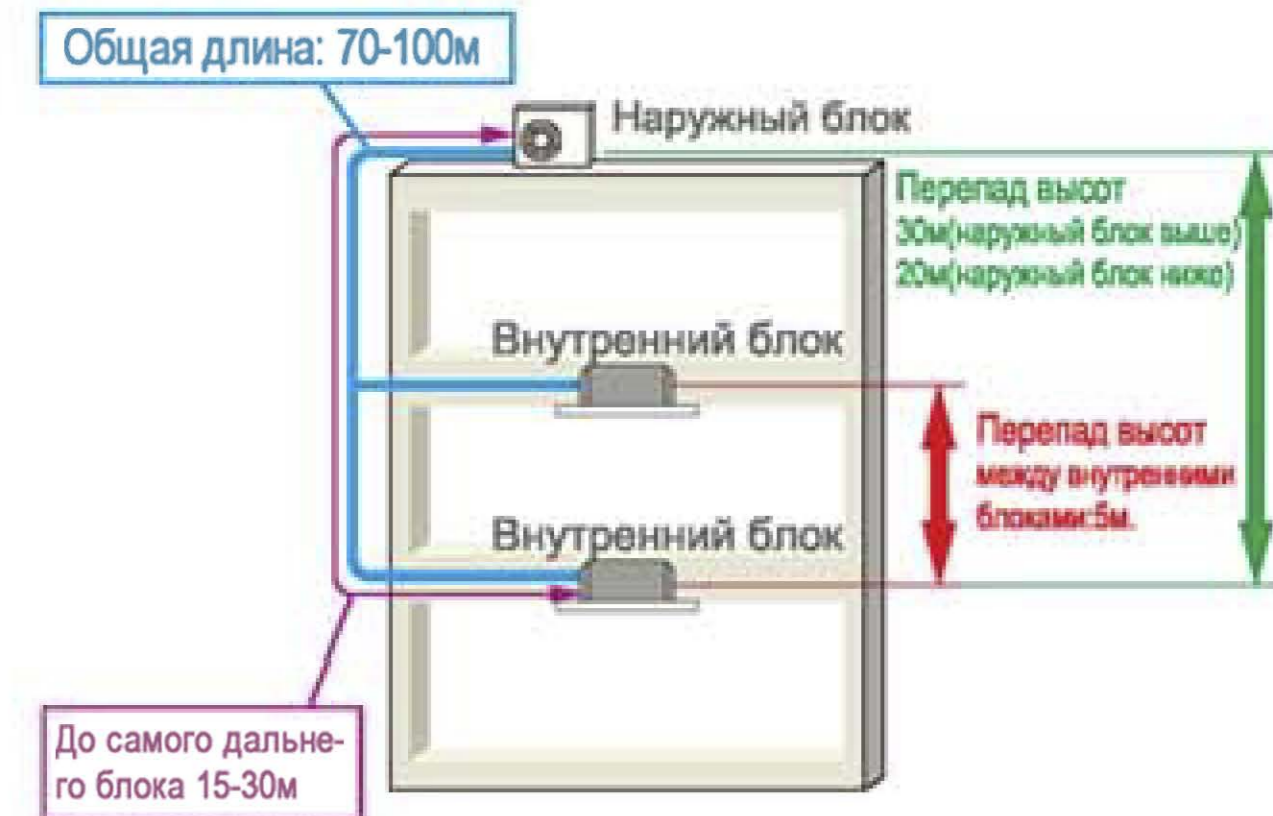 Общая длина: 70-100м
Наружный блок
Перепад высот
30м(наружный блок выше)
20м(наружный блок ниже)
Внутренний блок
Перепад высот
между внутренними
блоками:5м.
Внутренний блок
До самого дальне-
го блока 15-30м